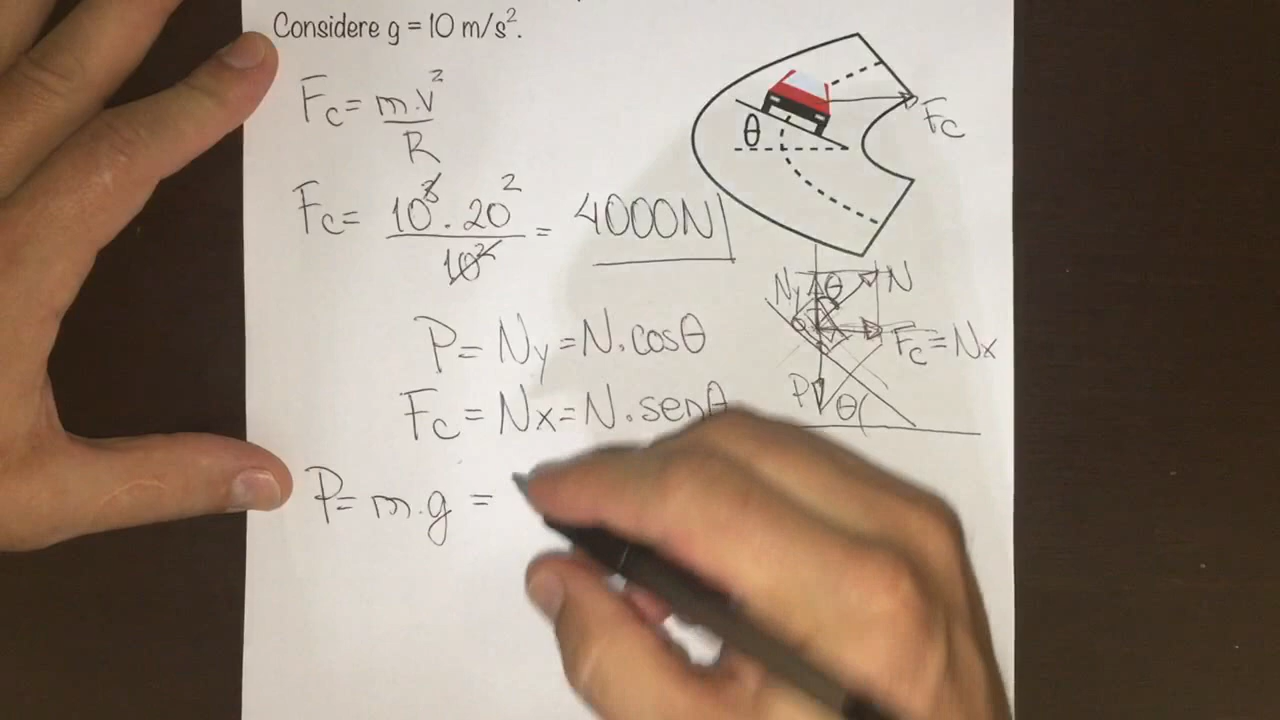 Considere g = 10 m/s².
Fc = m.v²/R
Fc = 10³.20²/10² = 4000N
P = Ny = N.cosθ
Fc = Nx = N.senθ
P = m.g =
θ
Fc
Ny θ N
Fc = Nx
P θ